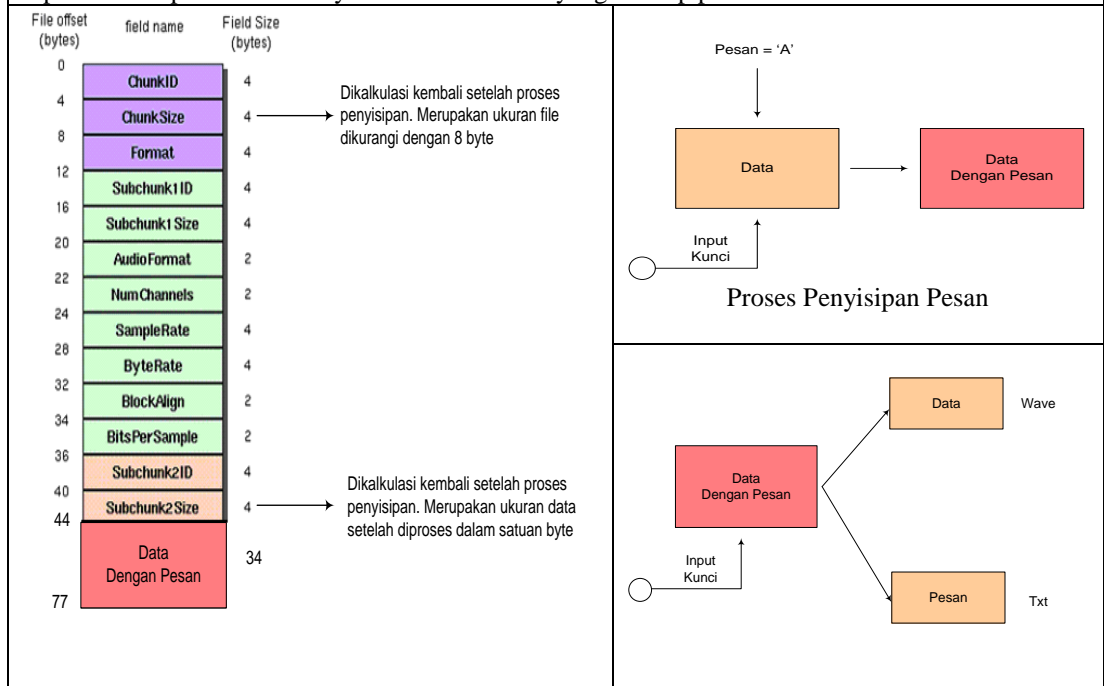 File offset (bytes)
field name
Field Size (bytes)
0
ChunkID
4
4
ChunkSize
4
8
Format
4
12
Subchunk1 ID
4
16
Subchunk1 Size
4
20
AudioFormat
2
22
NumChannels
2
24
SampleRate
4
28
ByteRate
4
32
BlockAlign
2
34
BitsPerSample
2
36
Subchunk2ID
4
40
Subchunk2 Size
4
44
Data
Dengan Pesan
34
77
Dikalkulasi kembali setelah proses
penyisipan. Merupakan ukuran file
dikurangi dengan 8 byte
Dikalkulasi kembali setelah proses
penyisipan. Merupakan ukuran data
setelah diproses dalam satuan byte
Pesan = 'A'
Data
Data
Dengan Pesan
Input
Kunci
Proses Penyisipan Pesan
Data
Wave
Data
Dengan Pesan
Input
Kunci
Pesan
Txt